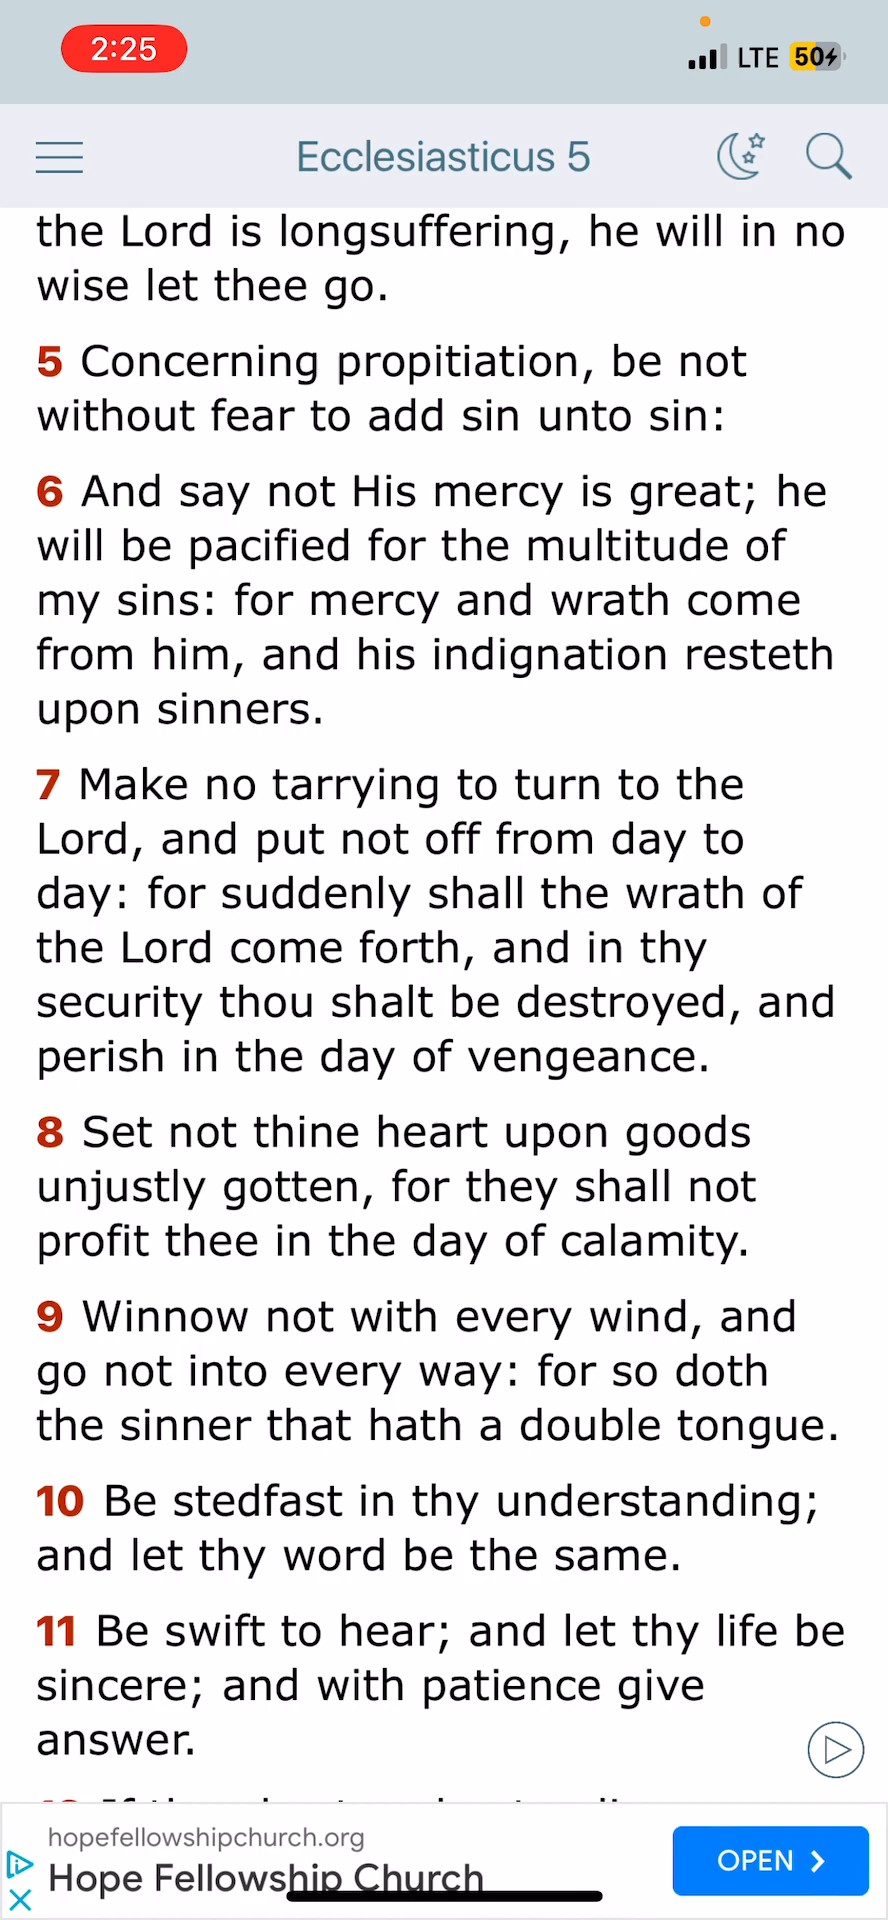 2:25
LTE 50
Ecclesiasticus 5
the Lord is longsuffering, he will in no
wise let thee go.
5 Concerning propitiation, be not
without fear to add sin unto sin:
6 And say not His mercy is great; he
will be pacified for the multitude of
my sins: for mercy and wrath come
from him, and his indignation resteth
upon sinners.
7 Make no tarrying to turn to the
Lord, and put not off from day to
day: for suddenly shall the wrath of
the Lord come forth, and in thy
security thou shalt be destroyed, and
perish in the day of vengeance.
8 Set not thine heart upon goods
unjustly gotten, for they shall not
profit thee in the day of calamity.
9 Winnow not with every wind, and
go not into every way: for so doth
the sinner that hath a double tongue.
10 Be stedfast in thy understanding;
and let thy word be the same.
11 Be swift to hear; and let thy life be
sincere; and with patience give
answer.
hopefellowshipchurch.org
Hope Fellowship Church
OPEN